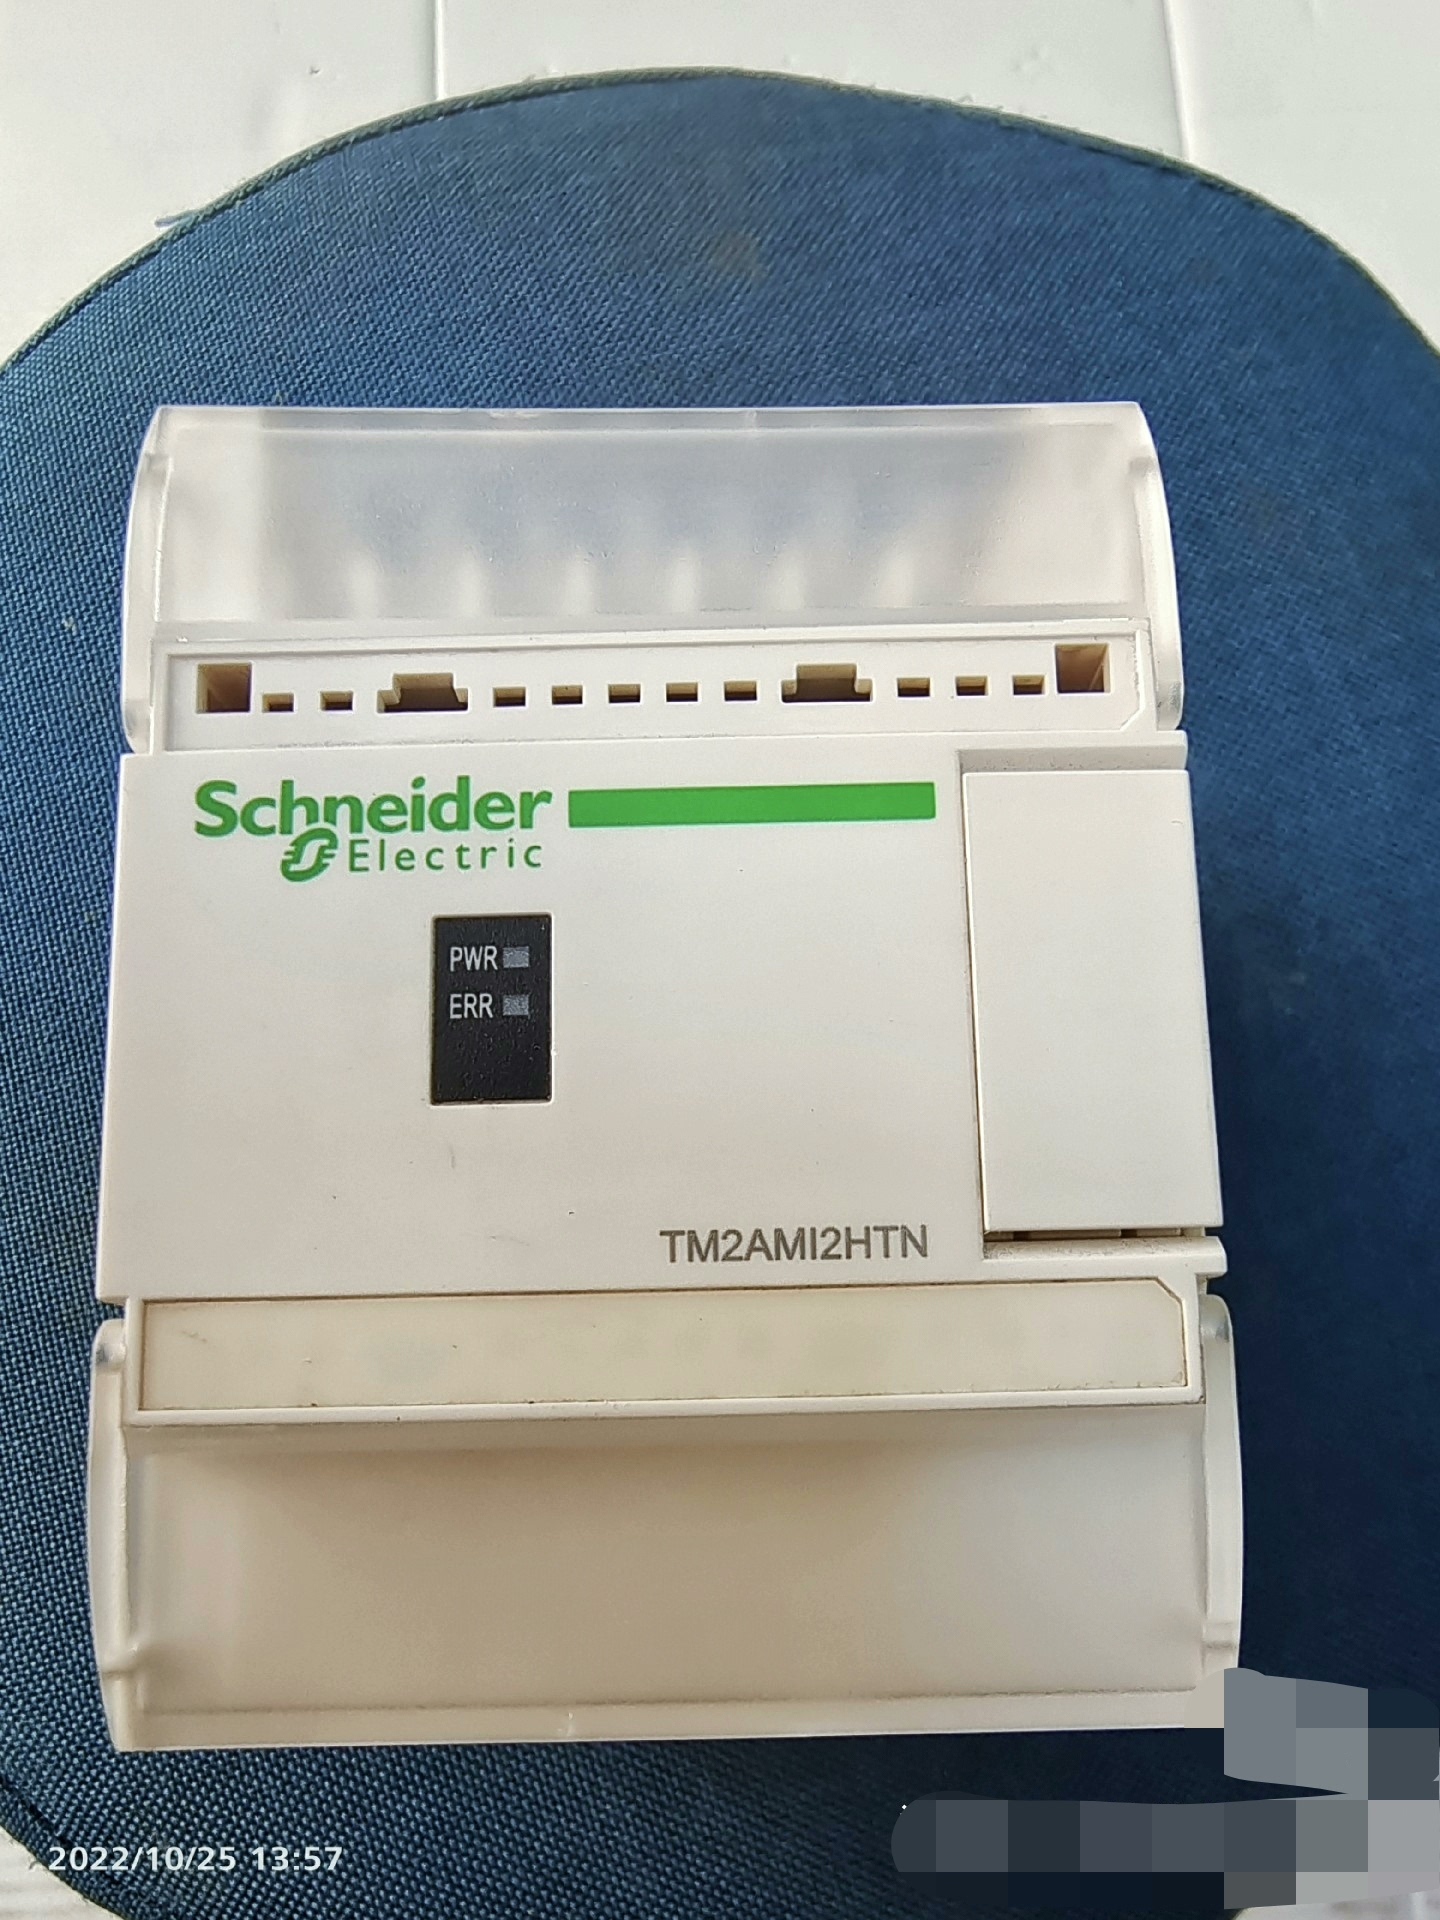 Schneider
Electric
PWR
ERR
TM2AMI2HTN
2022/10/25 13:57